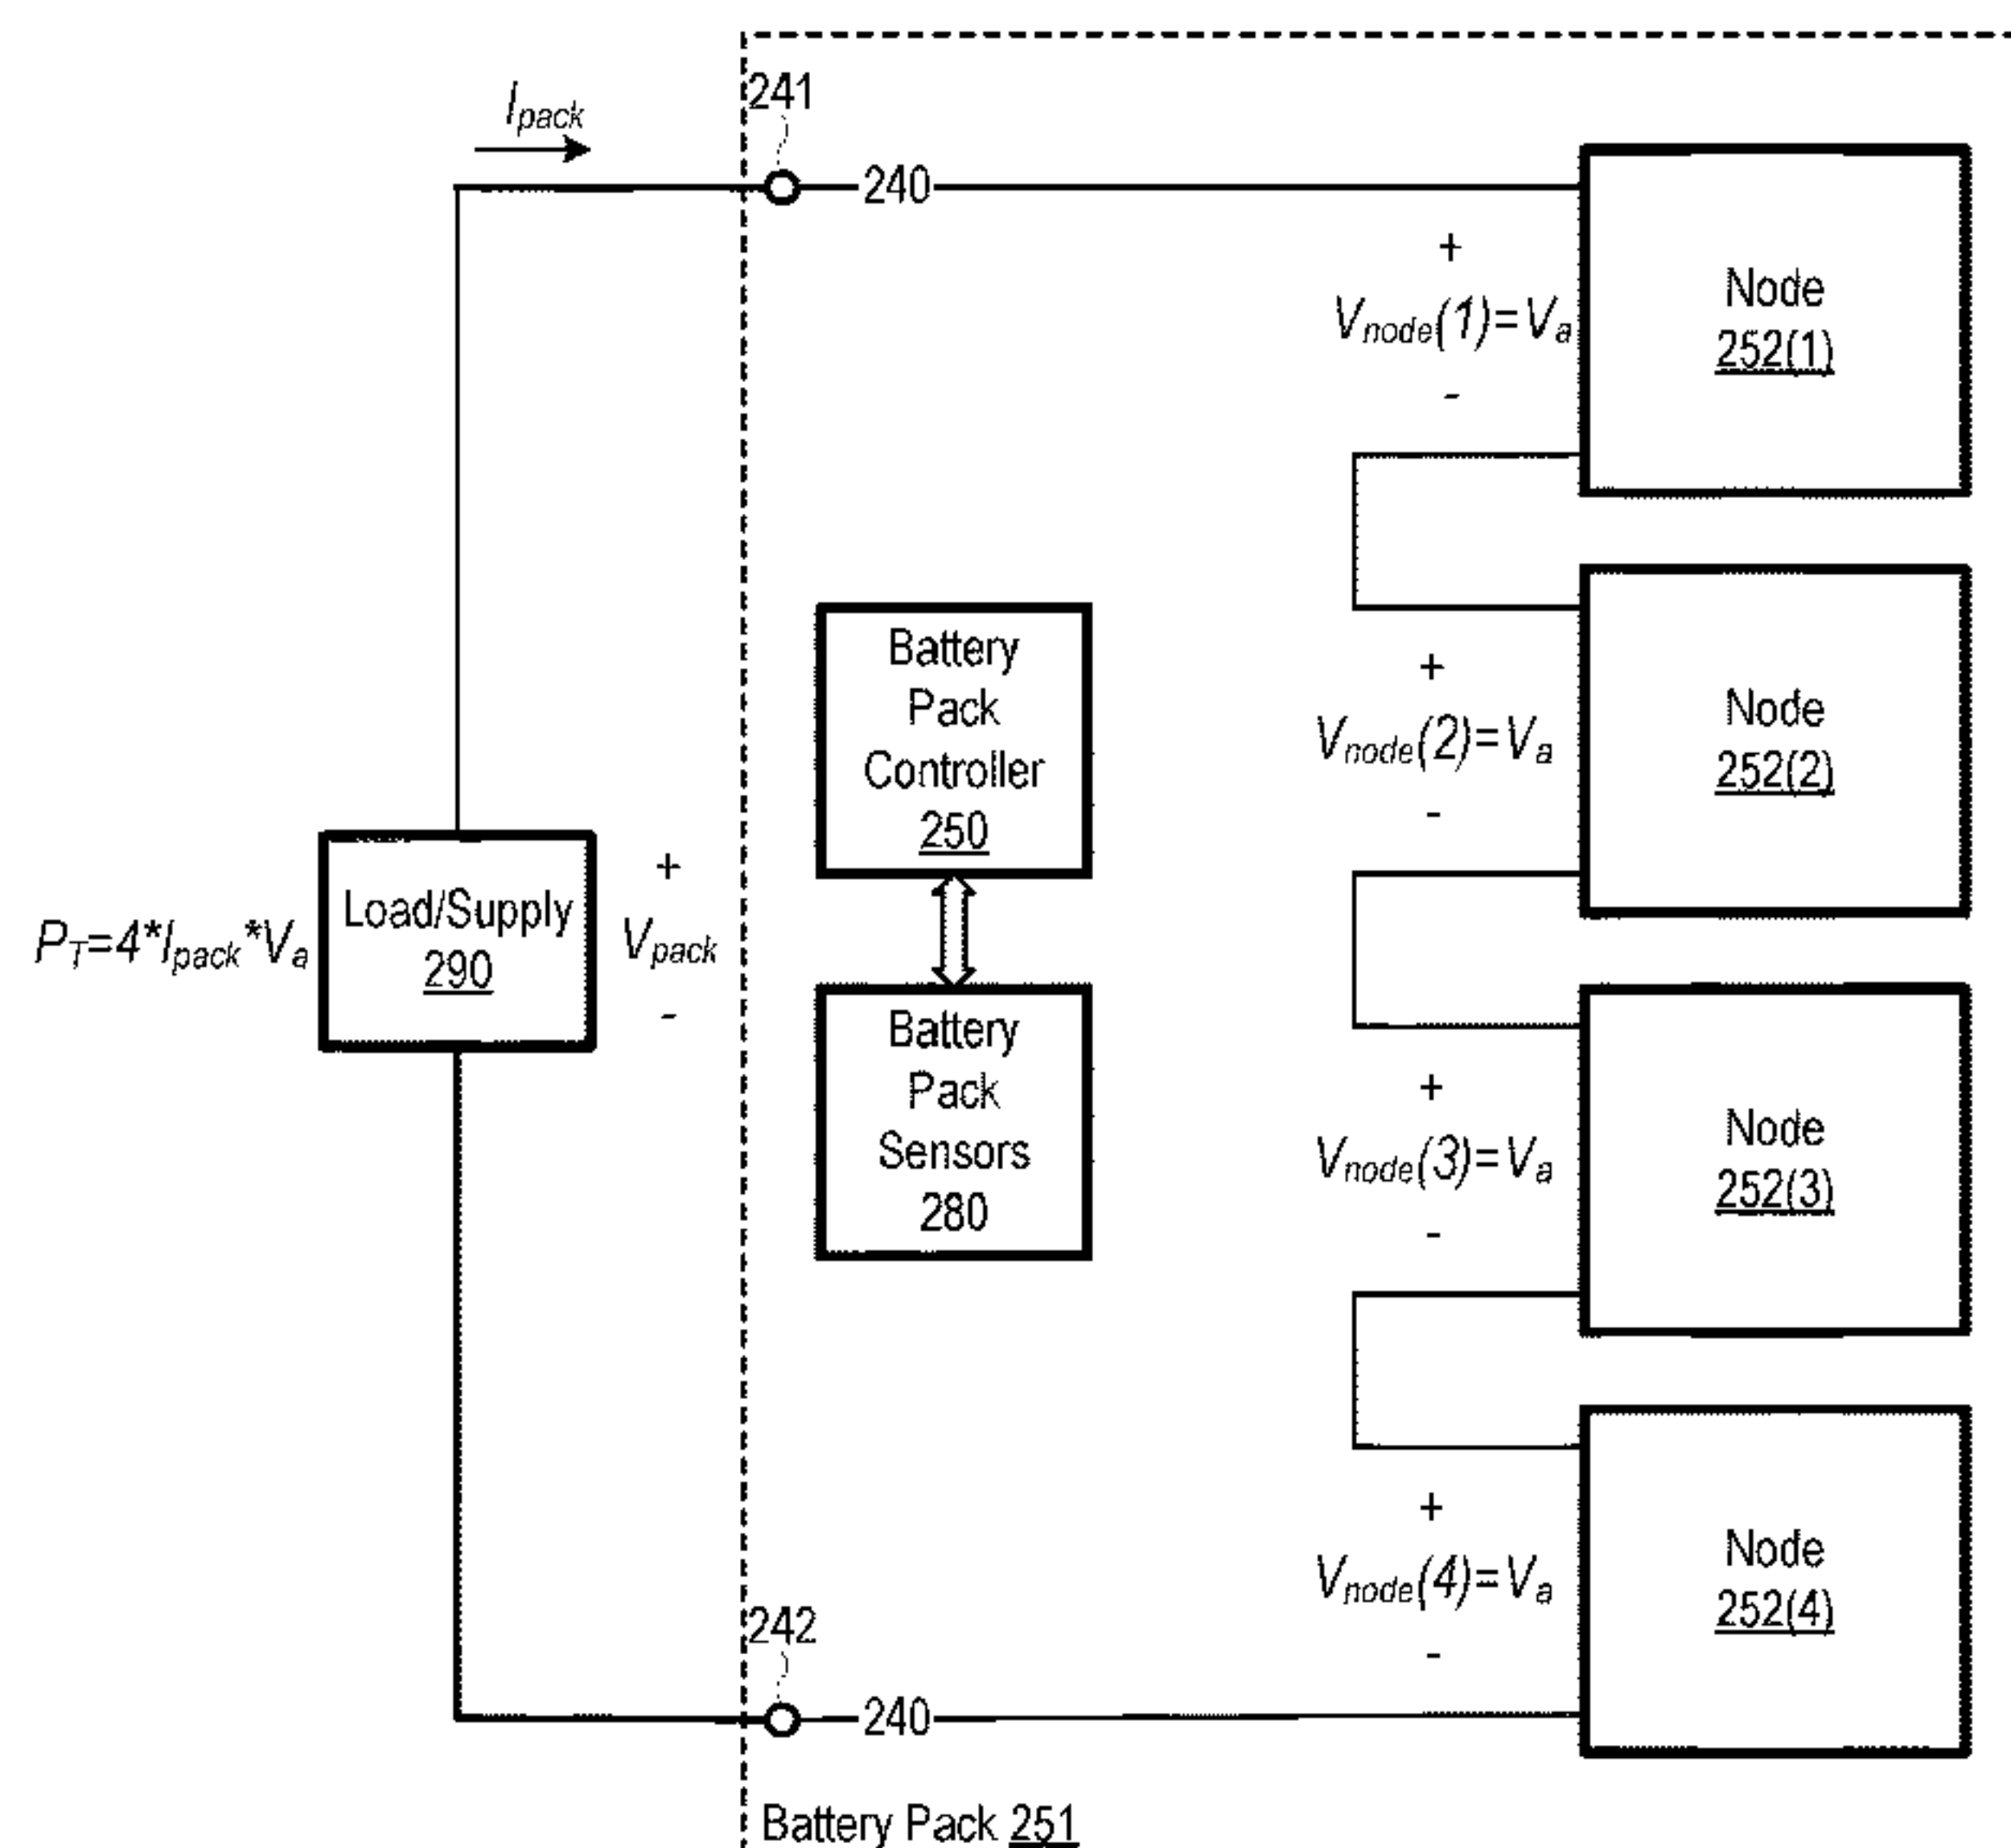 241
I_pack
240
+
V_node(1)=V_a
-
Node
252(1)
Battery
Pack
Controller
250
+
V_node(2)=V_a
-
Node
252(2)
P_T=4*I_pack*V_a
Load/Supply
290
+
V_pack
-
Battery
Pack
Sensors
280
+
V_node(3)=V_a
-
Node
252(3)
+
V_node(4)=V_a
-
Node
252(4)
242
240
Battery Pack 251